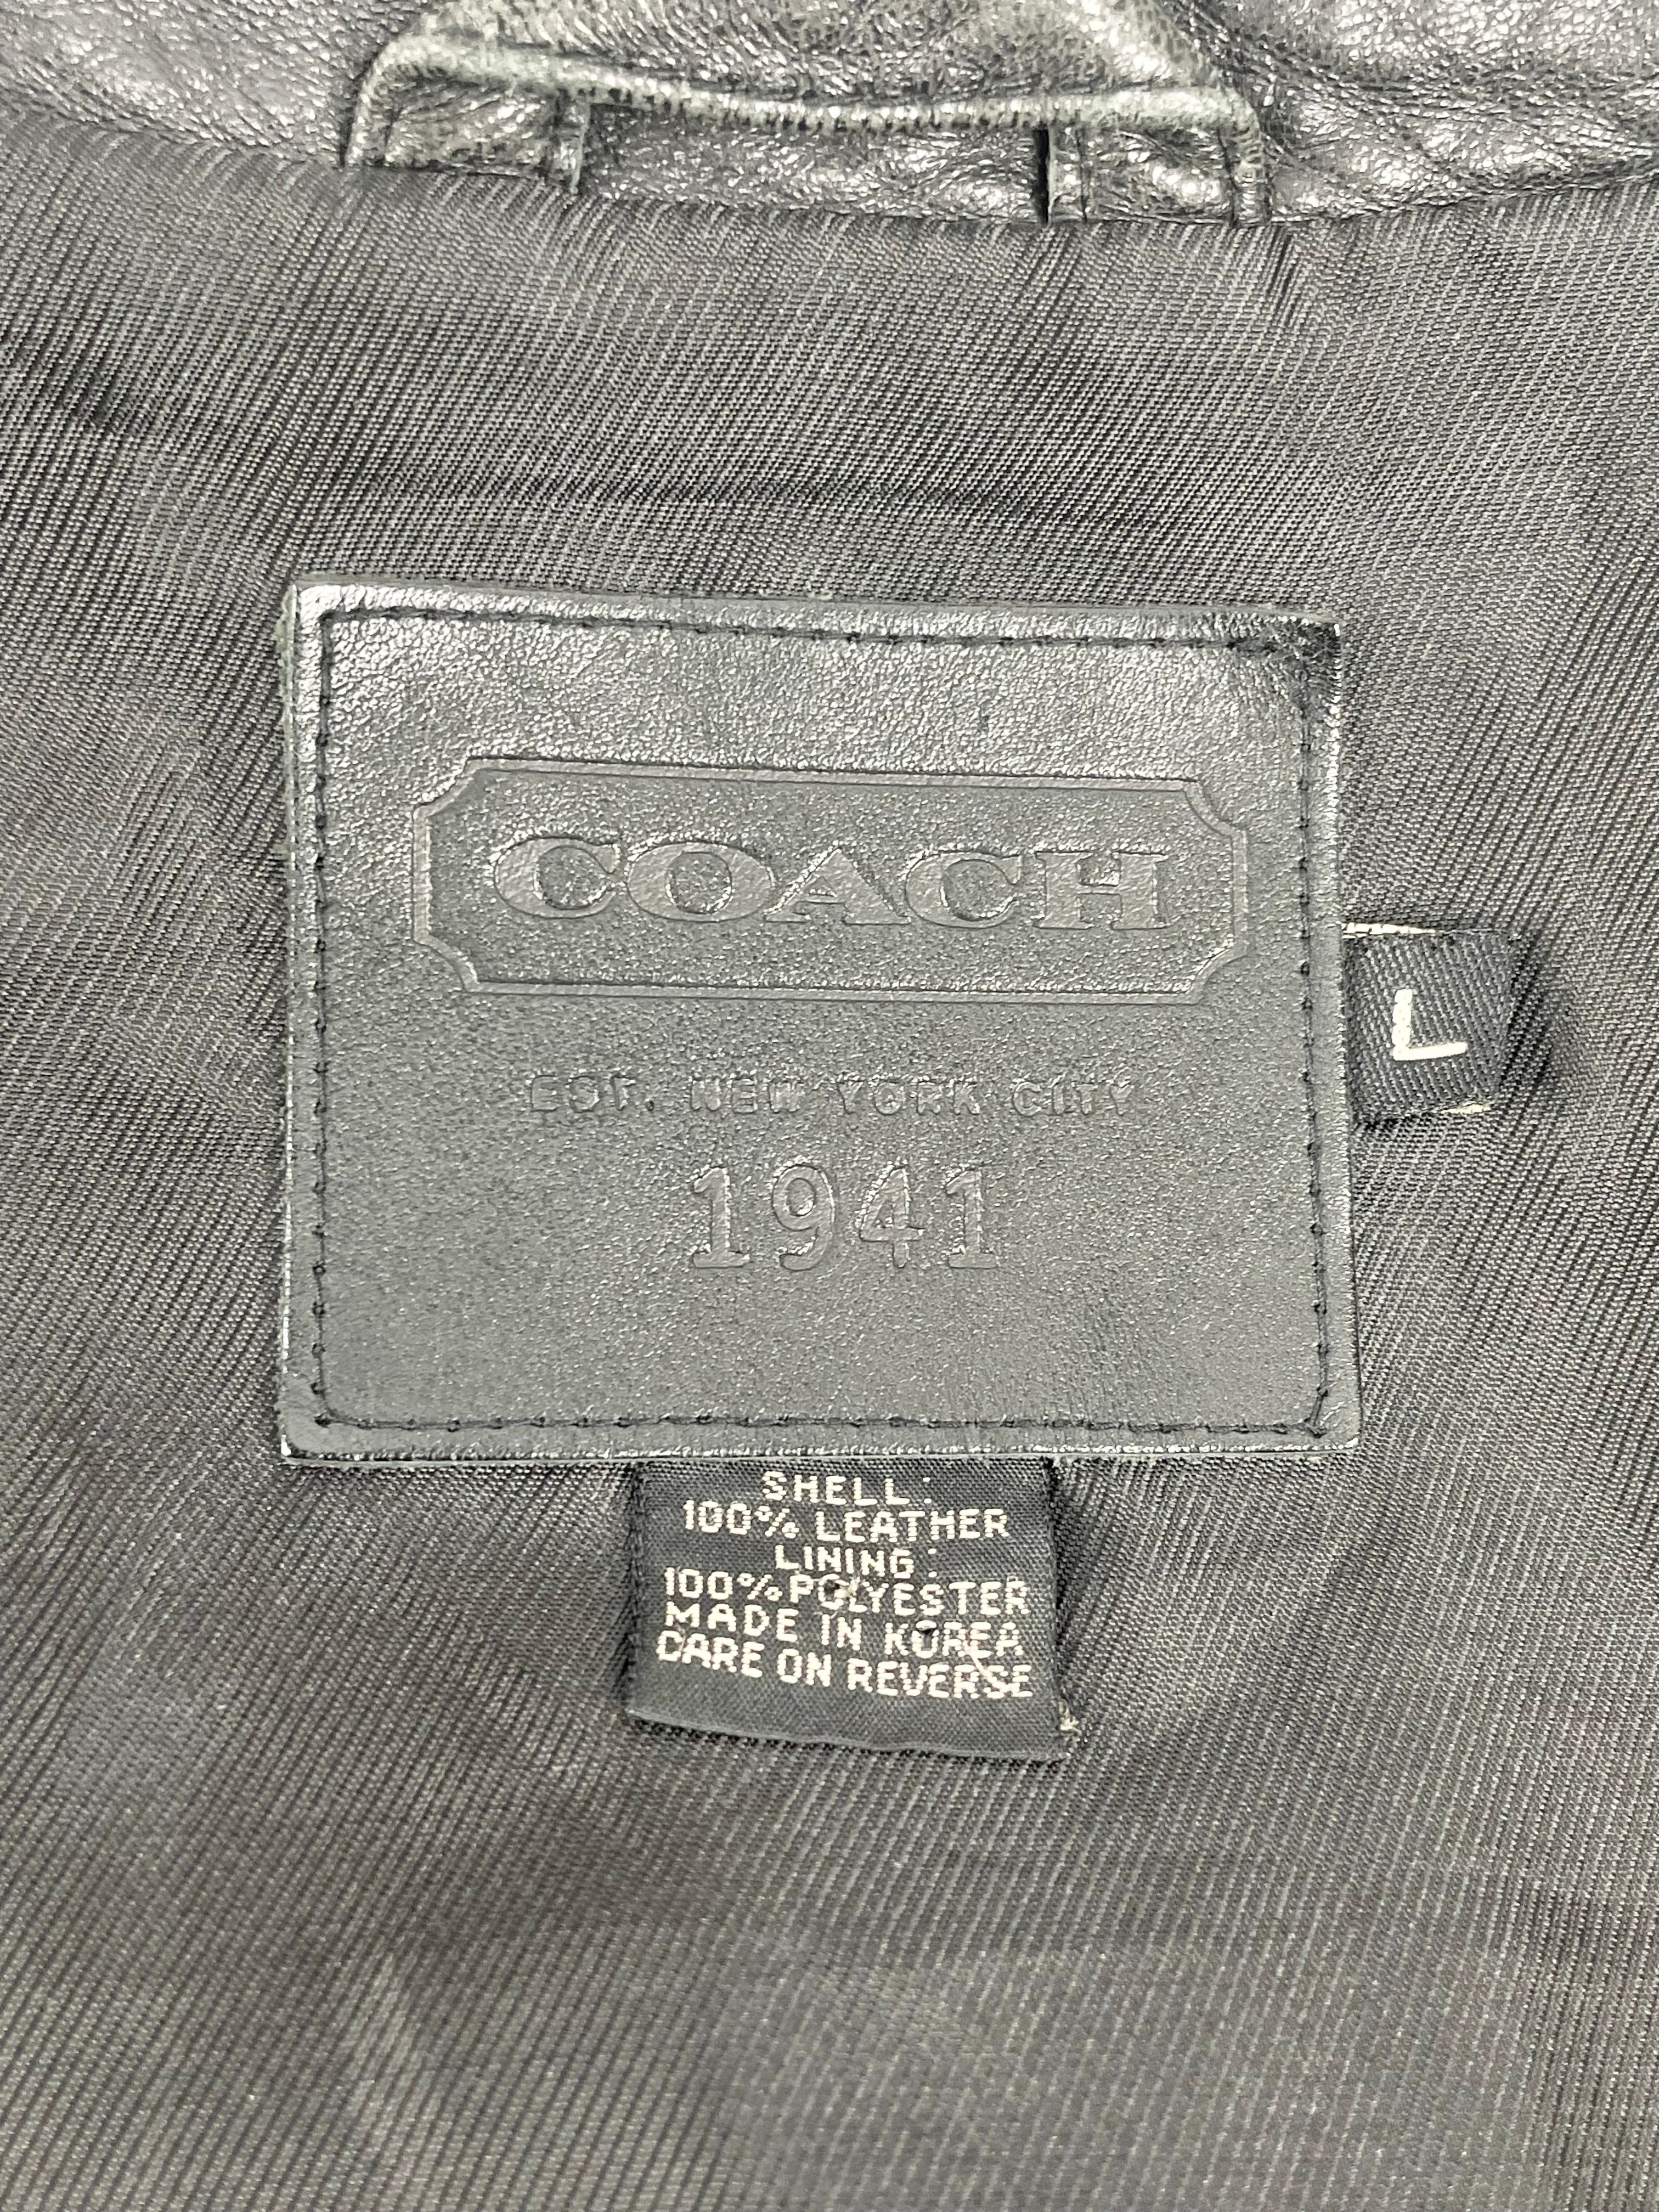 COACH
EST. NEW YORK CITY
1941
L
SHELL:
100% LEATHER
LINING:
100% POLYESTER
MADE IN KOREA
CARE ON REVERSE